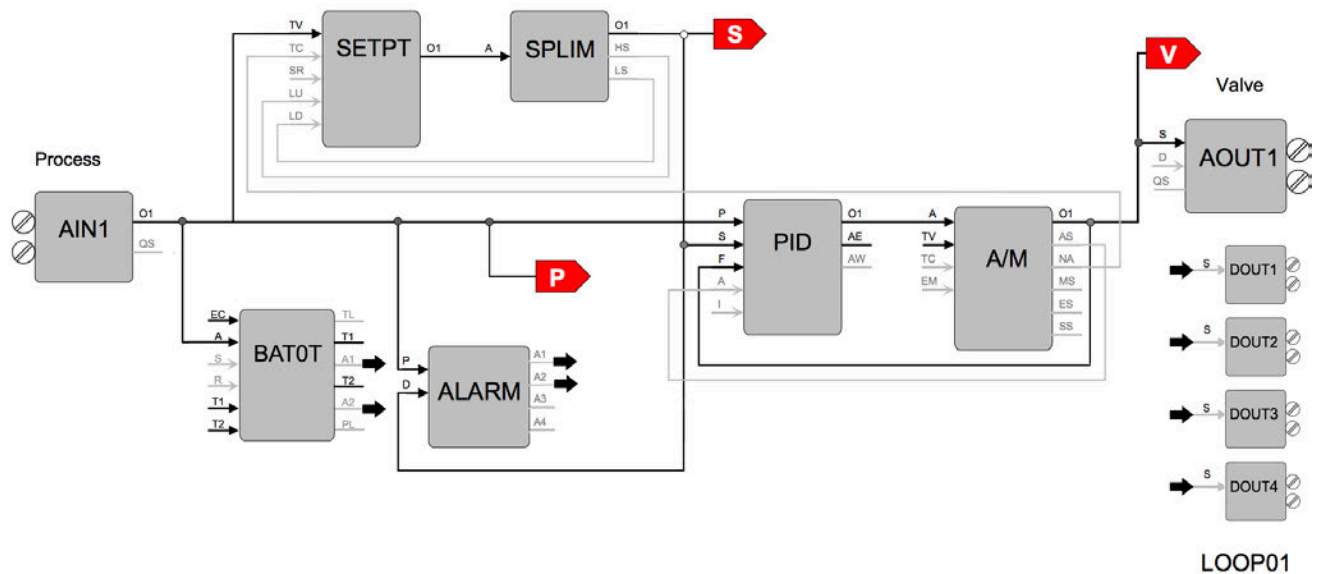 TV
TC
SR
LU
LD
SETPT
O1
A
SPLIM
O1
HS
LS
S
V
Valve
S
D
QS
AOUT1
Process
AIN1
O1
QS
P
P
S
F
A
I
PID
O1
AE
AW
A
TV
TC
EM
A/M
O1
AS
NA
MS
ES
SS
EC
A
S
R
T1
T2
BAT0T
TL
T1
A1
T2
A2
PL
P
D
ALARM
A1
A2
A3
A4
S
DOUT1
S
DOUT2
S
DOUT3
S
DOUT4
LOOP01